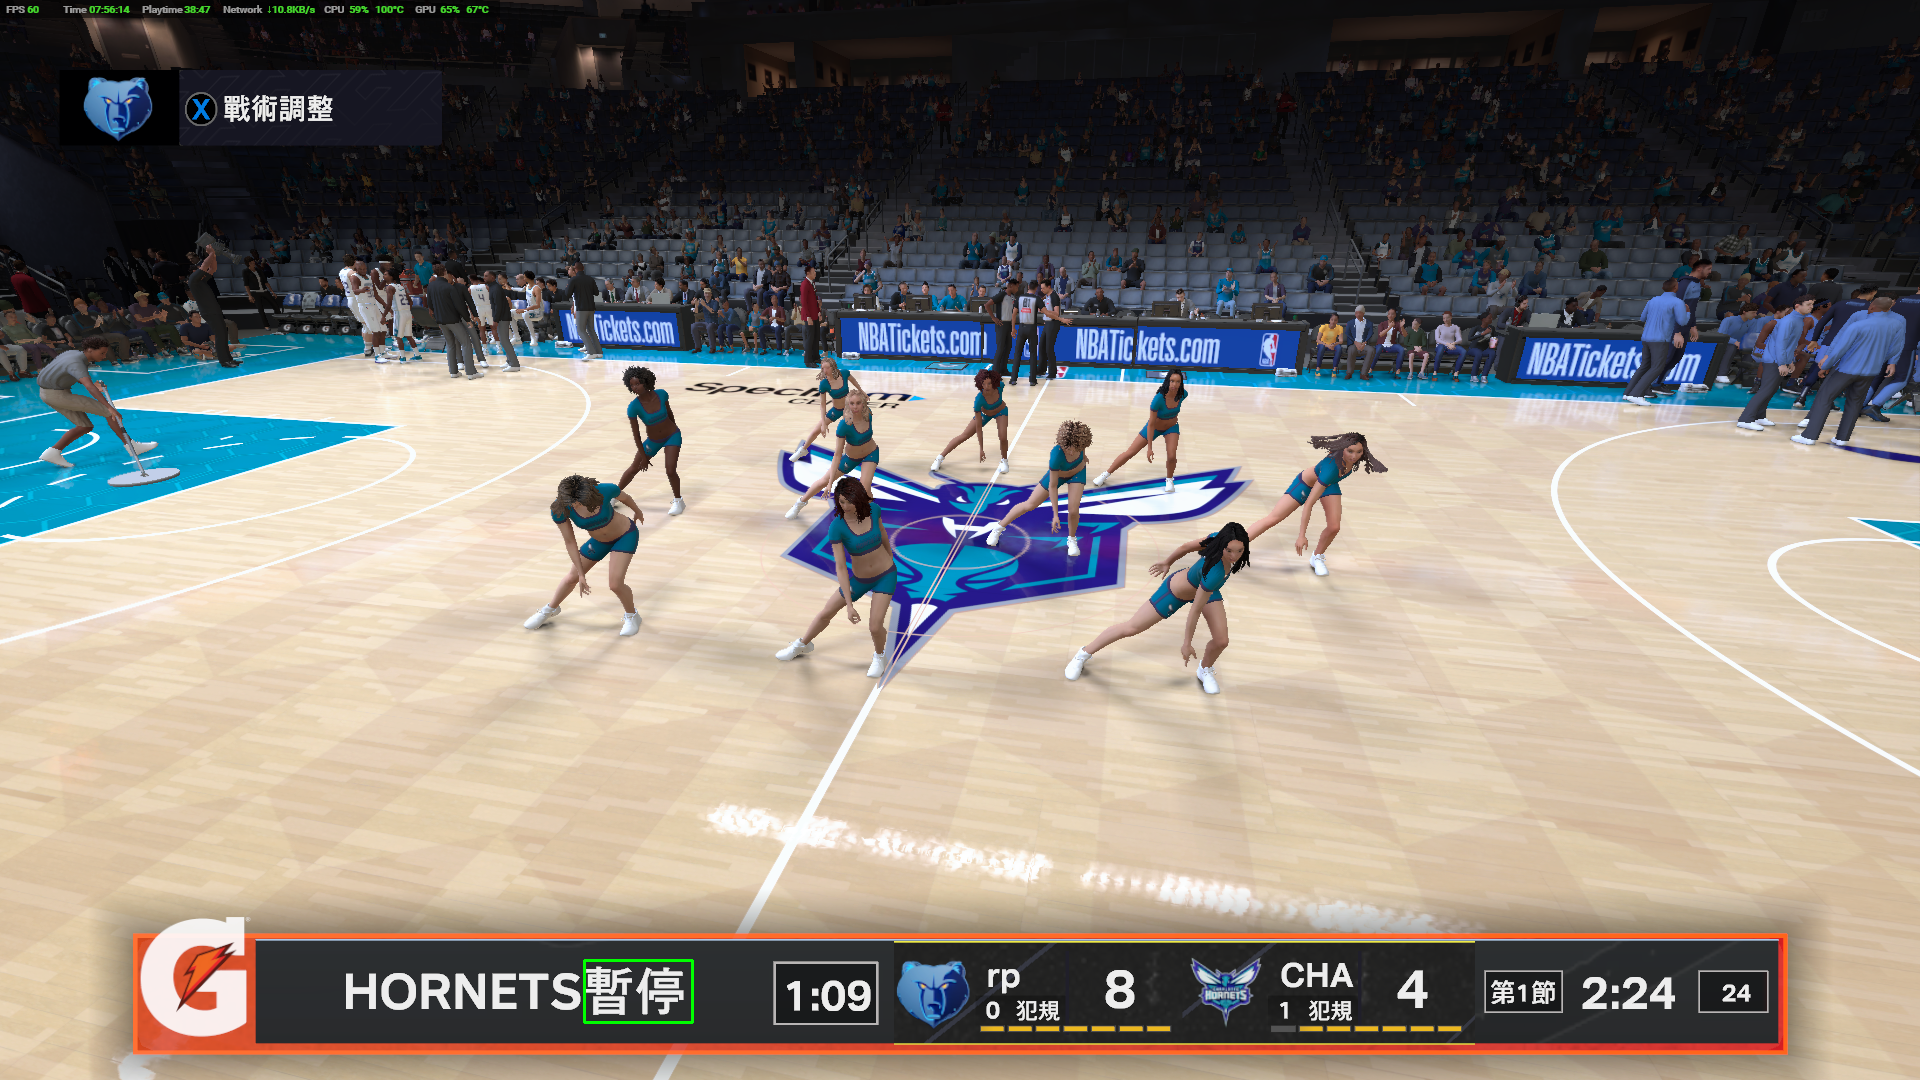 FPS 60 Time 07:56:14 Playtime 38:47 Network ↓10.8KB/s CPU 59% 100°C GPU 65% 67°C
X 戰術調整
NBATickets.com
NBATickets.com
NBATickets.com
Spectrum
CENTER
G
HORNETS暫停
1:09
rp
0 犯規
8
HORNETS
CHA
1 犯規
4
第1節
2:24
24